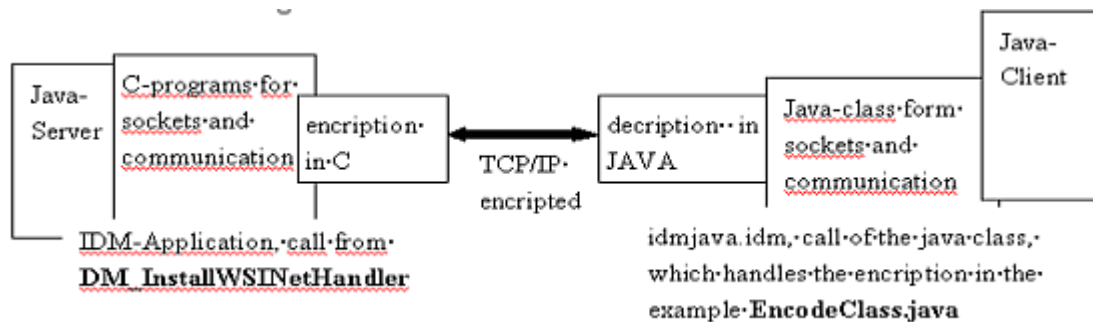 Java-
Server
C-programs for
sockets and
communication
encription
in C
TCP/IP
encripted
decription in
JAVA
Java-class form
sockets and
communication
Java-
Client
IDM-Application, call from
DM_InstallWSINetHandler
idmjava.idm, call of the java class,
which handles the encription in the
example EncodeClass.java